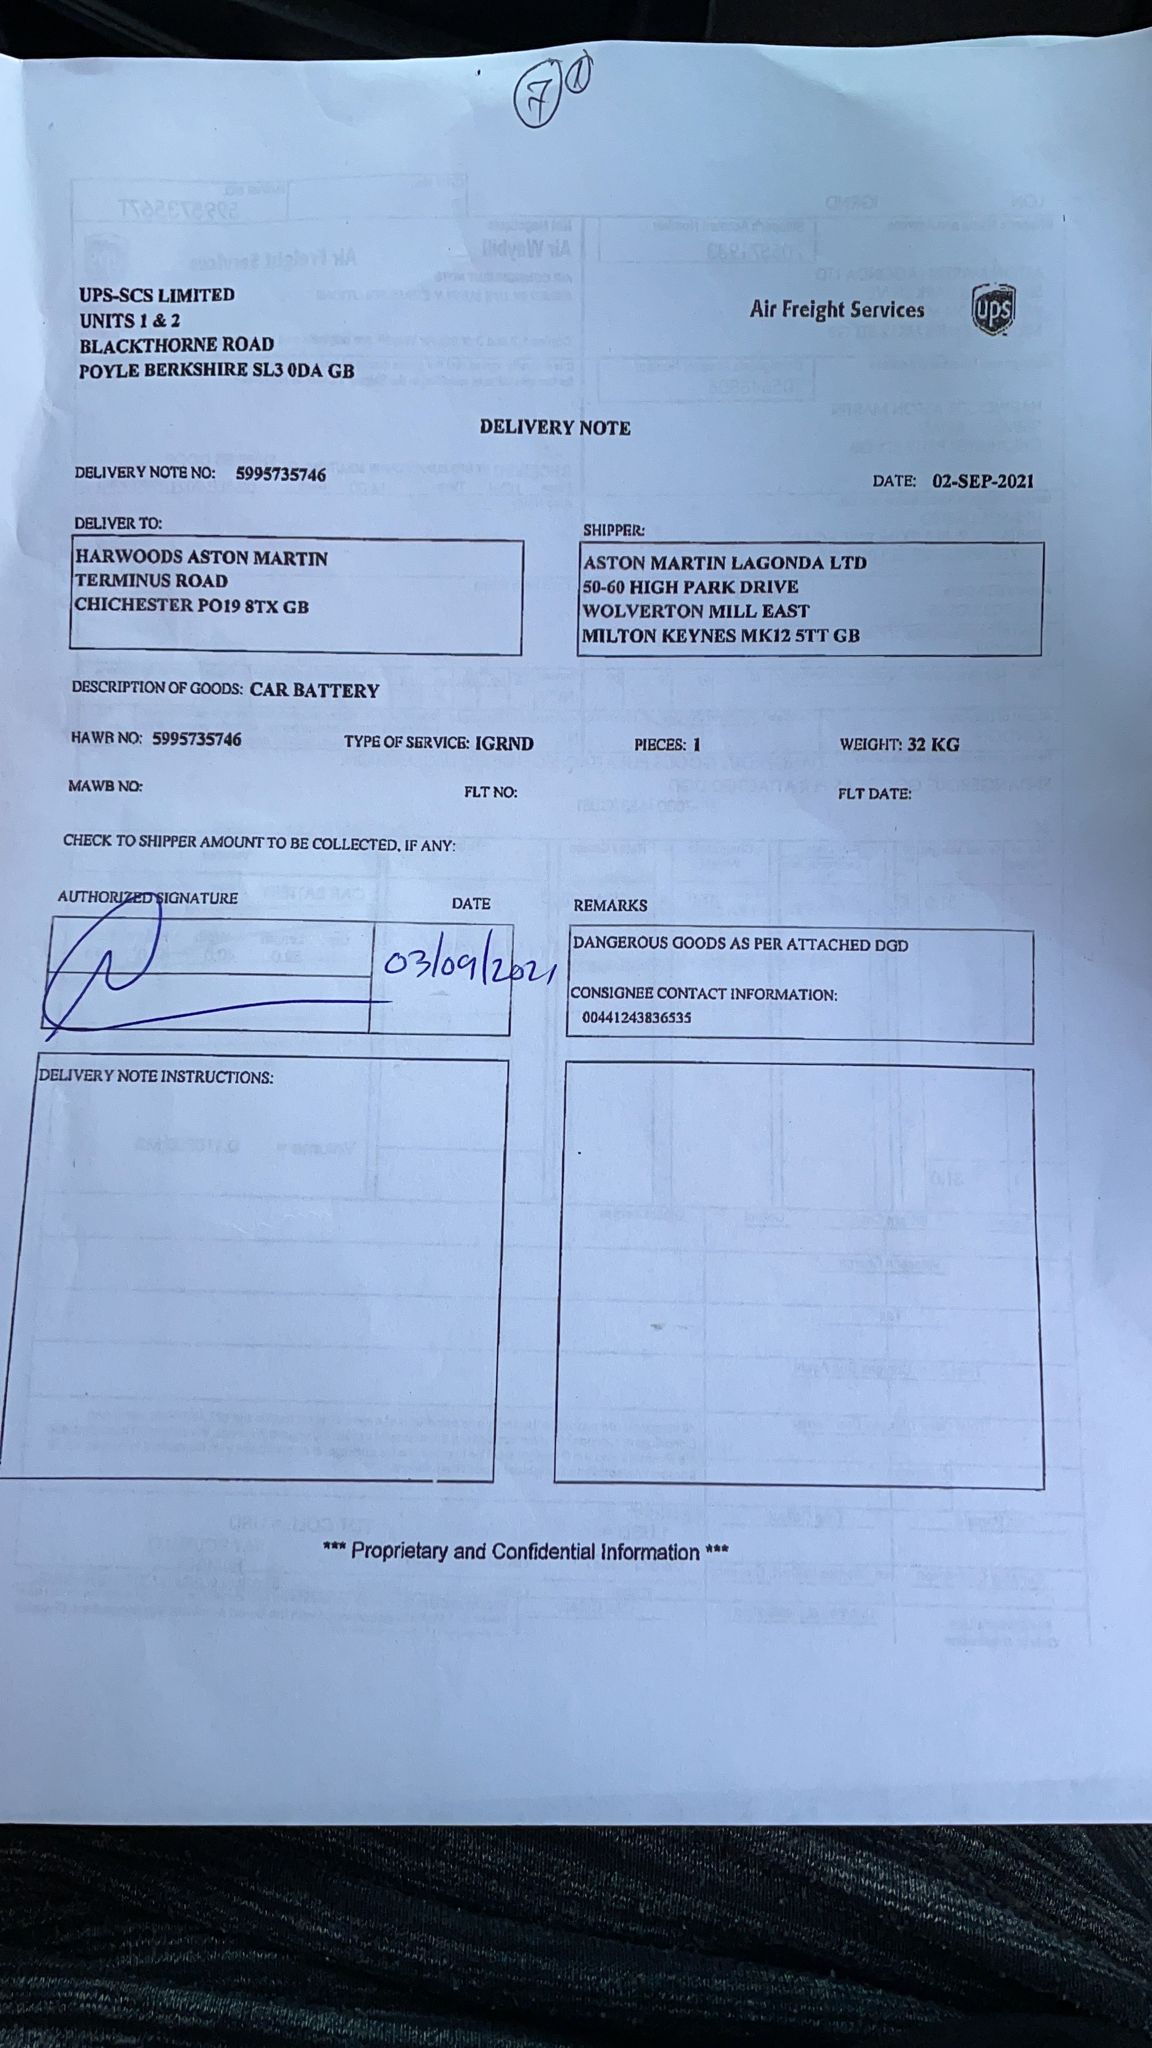 7 1
UPS-SCS LIMITED
UNITS 1 & 2
BLACKTHORNE ROAD
POYLE BERKSHIRE SL3 0DA GB
Air Freight Services
ups
DELIVERY NOTE
DELIVERY NOTE NO: 5995735746
DATE: 02-SEP-2021
DELIVER TO:
HARWOODS ASTON MARTIN
TERMINUS ROAD
CHICHESTER PO19 8TX GB
SHIPPER:
ASTON MARTIN LAGONDA LTD
50-60 HIGH PARK DRIVE
WOLVERTON MILL EAST
MILTON KEYNES MK12 5TT GB
DESCRIPTION OF GOODS: CAR BATTERY
HAWB NO: 5995735746 TYPE OF SERVICE: IGRND PIECES: 1 WEIGHT: 32 KG
MAWB NO: FLT NO: FLT DATE:
CHECK TO SHIPPER AMOUNT TO BE COLLECTED, IF ANY:
AUTHORIZED SIGNATURE DATE
03/09/2021
REMARKS
DANGEROUS GOODS AS PER ATTACHED DGD
CONSIGNEE CONTACT INFORMATION:
00441243836535
DELIVERY NOTE INSTRUCTIONS:
*** Proprietary and Confidential Information ***